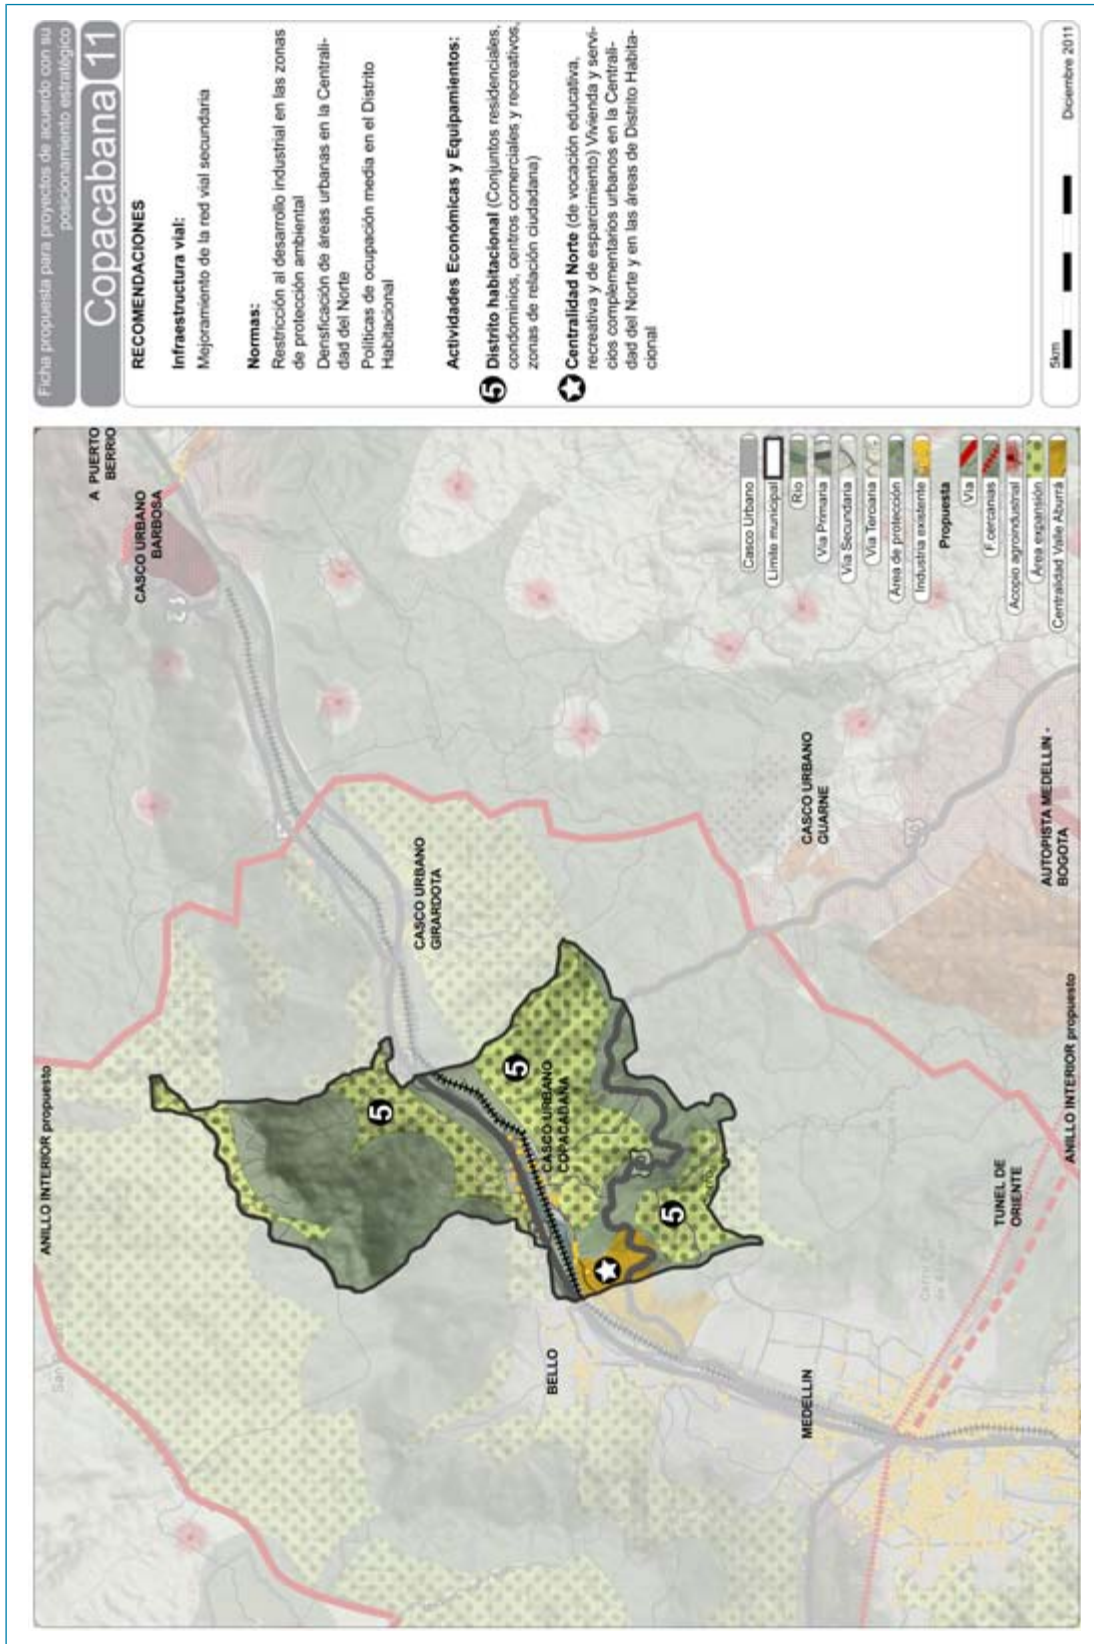 Ficha propuesta para proyectos de acuerdo con su
posicionamiento estratégico
Copacabana 11
RECOMENDACIONES
Infraestructura vial:
Mejoramiento de la red vial secundaria
Normas:
Restricción al desarrollo industrial en las zonas
de protección ambiental
Densificación de áreas urbanas en la Centrali-
dad del Norte
Políticas de ocupación media en el Distrito
Habitacional
Actividades Económicas y Equipamientos:
5 Distrito habitacional (Conjuntos residenciales,
condominios, centros comerciales y recreativos,
zonas de relación ciudadana)
Centralidad Norte (de vocación educativa,
recreativa y de esparcimiento) Vivienda y servi-
cios complementarios urbanos en la Centrali-
dad del Norte y en las áreas de Distrito Habita-
cional
5km
Diciembre 2011
A PUERTO
BERRIO
CASCO URBANO
BARBOSA
CASCO URBANO
GIRARDOTA
CASCO URBANO
GUARNE
AUTOPISTA MEDELLIN -
BOGOTA
ANILLO INTERIOR propuesto
5
5
CASCO URBANO
COPACABANA
5
BELLO
MEDELLIN
TUNEL DE
ORIENTE
ANILLO INTERIOR propuesto
Casco Urbano
Límite municipal
Río
Vía Primaria
Vía Secundaria
Vía Terciaria
Área de protección
Industria existente
Propuesta
Vía
F.cercanías
Acopio agroindustrial
Área expansión
Centralidad Valle Aburrá